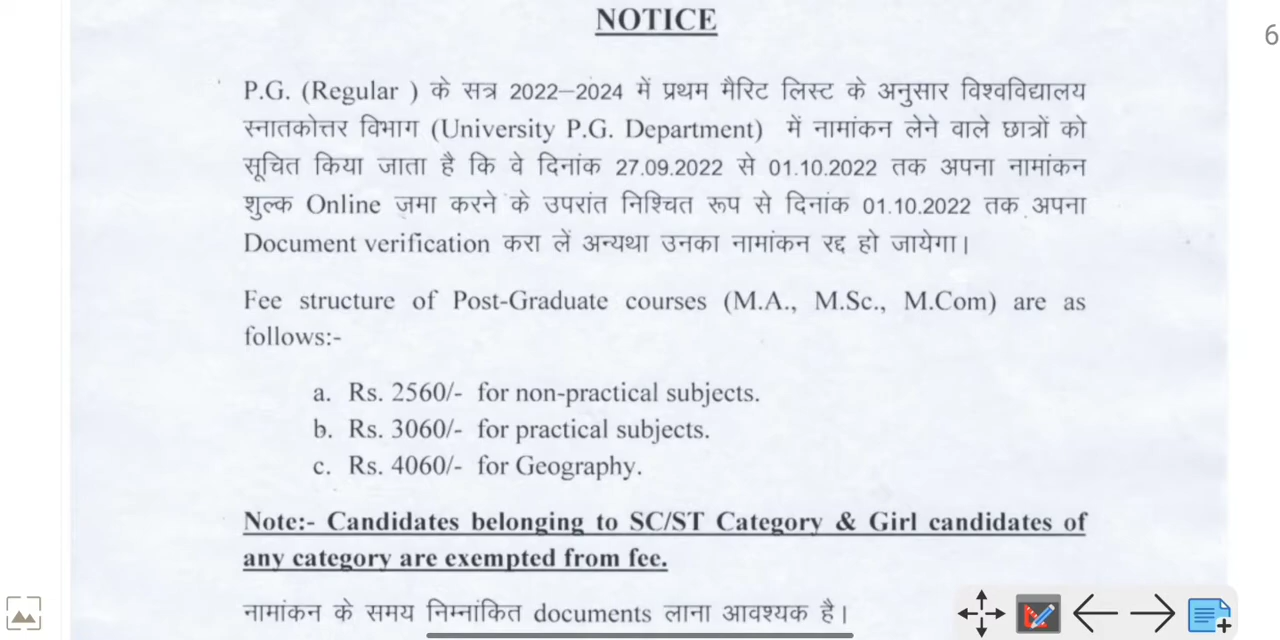 NOTICE
6
P.G. (Regular ) के सत्र 2022–2024 में प्रथम मैरिट लिस्ट के अनुसार विश्वविद्यालय
स्नातकोत्तर विभाग (University P.G. Department) में नामांकन लेने वाले छात्रों को
सूचित किया जाता है कि वे दिनांक 27.09.2022 से 01.10.2022 तक अपना नामांकन
शुल्क Online जमा करने के उपरांत निश्चित रूप से दिनांक 01.10.2022 तक अपना
Document verification करा लें अन्यथा उनका नामांकन रद्द हो जायेगा।
Fee structure of Post-Graduate courses (M.A., M.Sc., M.Com) are as
follows:-
a. Rs. 2560/- for non-practical subjects.
b. Rs. 3060/- for practical subjects.
c. Rs. 4060/- for Geography.
Note:- Candidates belonging to SC/ST Category & Girl candidates of
any category are exempted from fee.
नामांकन के समय निम्नांकित documents लाना आवश्यक है।